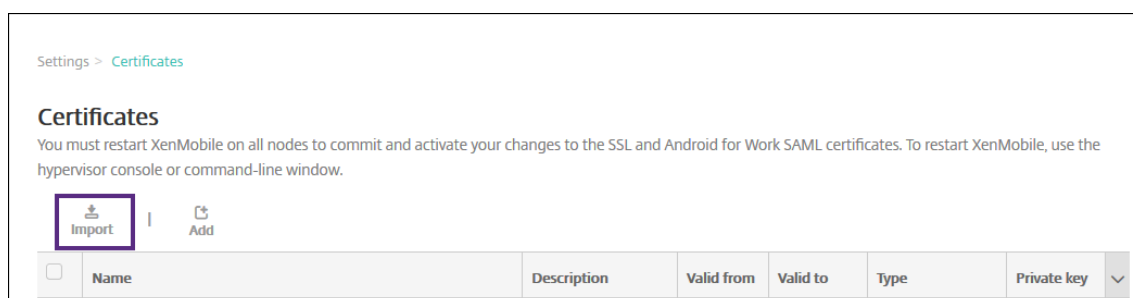 Settings > Certificates
Certificates
You must restart XenMobile on all nodes to commit and activate your changes to the SSL and Android for Work SAML certificates. To restart XenMobile, use the
hypervisor console or command-line window.
Import | Add
Name Description Valid from Valid to Type Private key